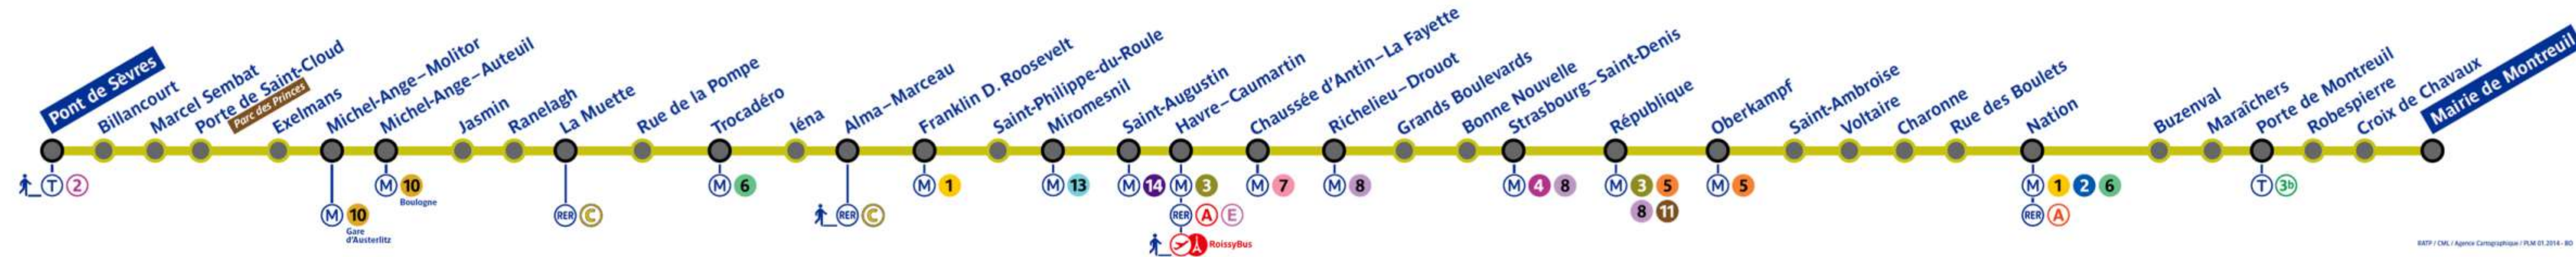 Pont de Sèvres
Billancourt
Marcel Sembat
Porte de Saint-Cloud
Parc des Princes
Exelmans
Michel-Ange–Molitor
Michel-Ange–Auteuil
Jasmin
Ranelagh
La Muette
Rue de la Pompe
Trocadéro
Iéna
Alma–Marceau
Franklin D. Roosevelt
Saint-Philippe-du-Roule
Miromesnil
Saint-Augustin
Havre–Caumartin
Chaussée d'Antin–La Fayette
Richelieu–Drouot
Grands Boulevards
Bonne Nouvelle
Strasbourg–Saint-Denis
République
Oberkampf
Saint-Ambroise
Voltaire
Charonne
Rue des Boulets
Nation
Buzenval
Maraîchers
Porte de Montreuil
Robespierre
Croix de Chavaux
Mairie de Montreuil
T 2
M 10
Gare
d'Austerlitz
M 10
Boulogne
RER C
M 6
RER C
M 1
M 13
M 14
M 3
RER A E
RoissyBus
M 7
M 8
M 4 8
M 3 5
8 11
M 5
M 1 2 6
RER A
T 3b
RATP / CML / Agence Cartographique / PLM 01.2014 - BD